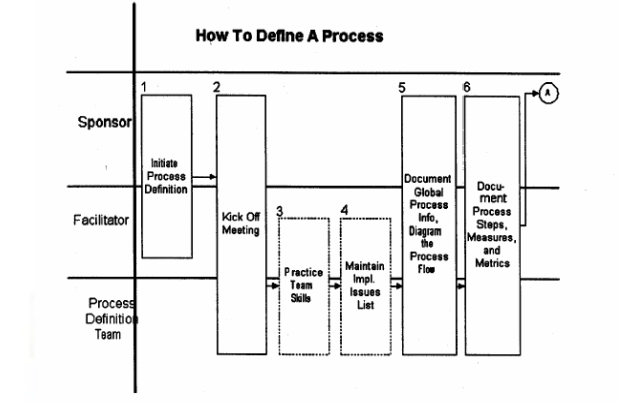 How To Define A Process
1
2
5
6
A
Sponsor
Initiate
Process
Definition
Document
Global
Process
Info,
Diagram
the
Process
Flow
Docu-
ment
Process
Steps,
Measures,
and
Metrics
Facilitator
Kick Off
Meeting
3
4
Practice
Team
Skills
Maintain
Impl.
Issues
List
Process
Definition
Team